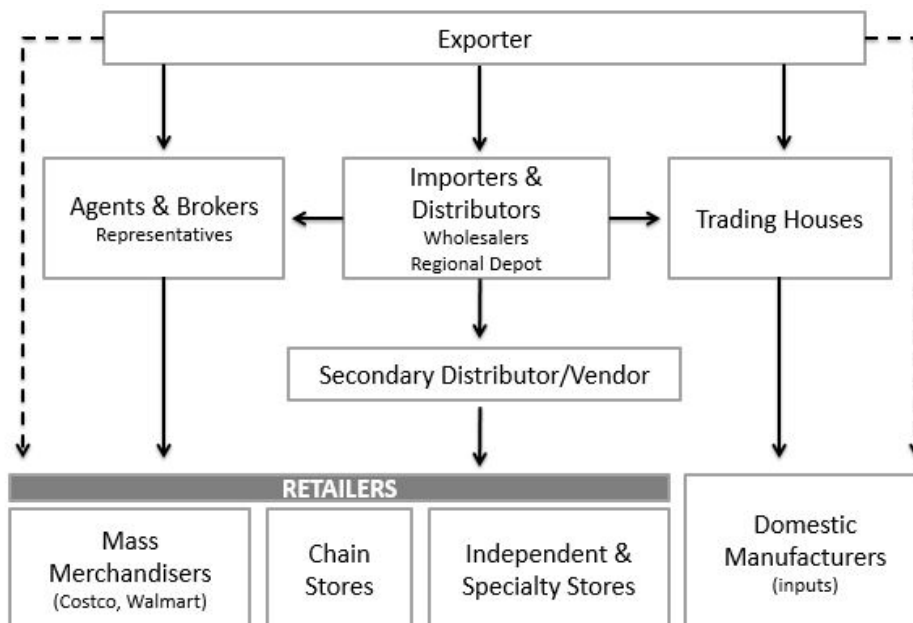 Exporter
Agents & Brokers
Representatives
Importers &
Distributors
Wholesalers
Regional Depot
Trading Houses
Secondary Distributor/Vendor
RETAILERS
Mass
Merchandisers
(Costco, Walmart)
Chain
Stores
Independent &
Specialty Stores
Domestic
Manufacturers
(inputs)